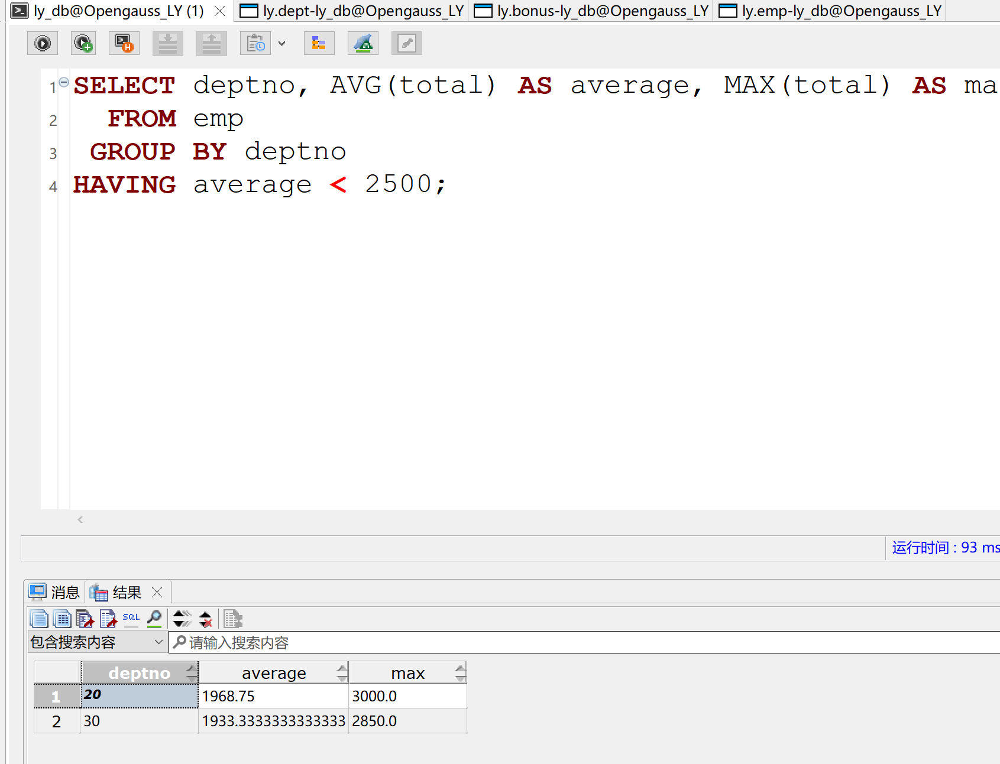 ly_db@Opengauss_LY (1) ly.dept-ly_db@Opengauss_LY ly.bonus-ly_db@Opengauss_LY ly.emp-ly_db@Opengauss_LY
1 SELECT deptno, AVG(total) AS average, MAX(total) AS ma
2 FROM emp
3 GROUP BY deptno
4 HAVING average < 2500;
运行时间 : 93 ms
消息 结果
SQL
包含搜索内容 请输入搜索内容
deptno average max
1 20 1968.75 3000.0
2 30 1933.3333333333333 2850.0